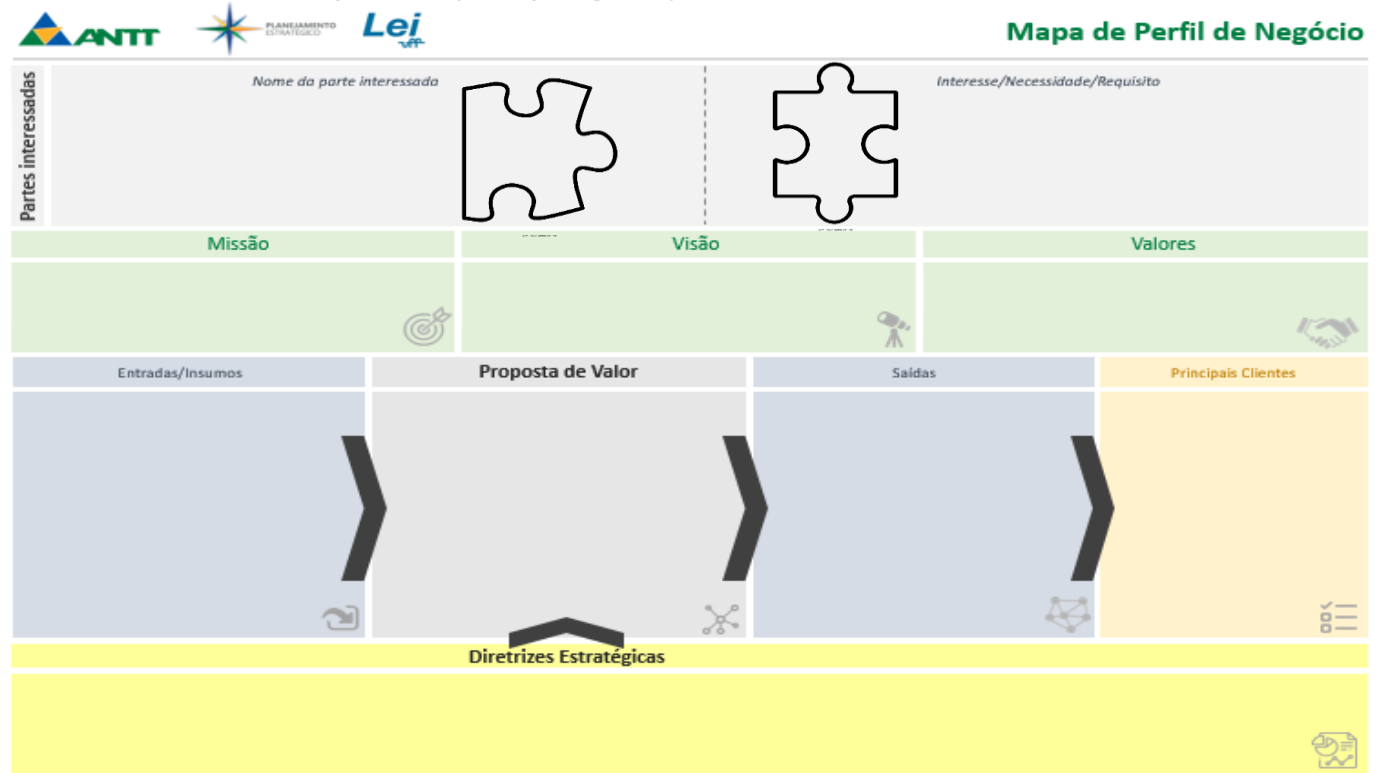 ANTT
PLANEJAMENTO
ESTRATÉGICO
Lei
uff
Mapa de Perfil de Negócio
Partes interessadas
Nome da parte interessada
Interesse/Necessidade/Requisito
Missão
Visão
Valores
Entradas/Insumos
Proposta de Valor
Saídas
Principais Clientes
Diretrizes Estratégicas